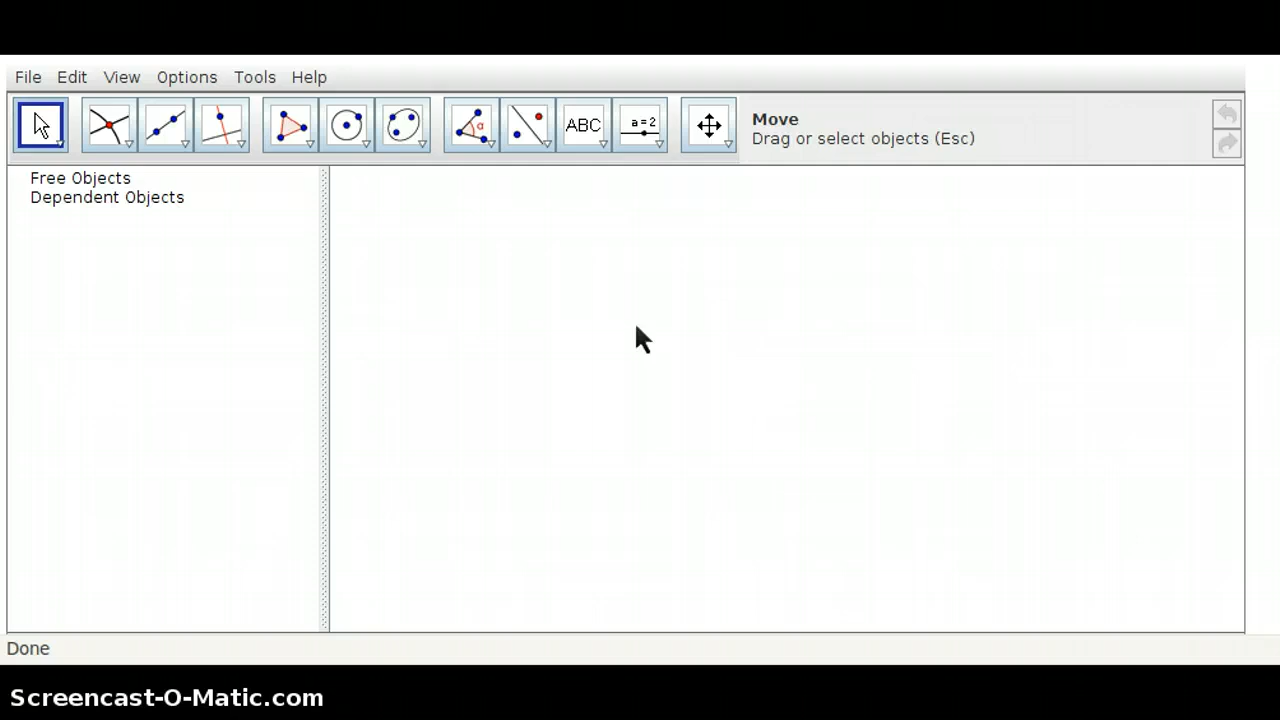 File Edit View Options Tools Help
α ABC a=2
Move
Drag or select objects (Esc)
Free Objects
Dependent Objects
Done
Screencast-O-Matic.com